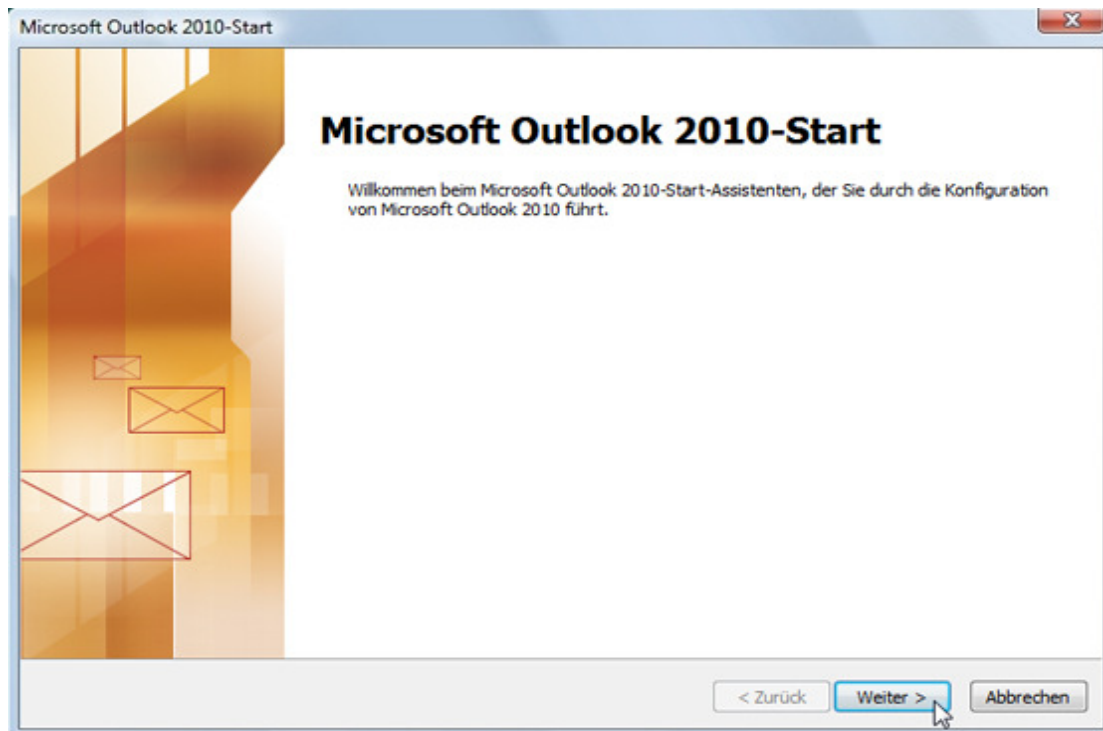 Microsoft Outlook 2010-Start
Microsoft Outlook 2010-Start
Willkommen beim Microsoft Outlook 2010-Start-Assistenten, der Sie durch die Konfiguration
von Microsoft Outlook 2010 führt.
< Zurück Weiter > Abbrechen